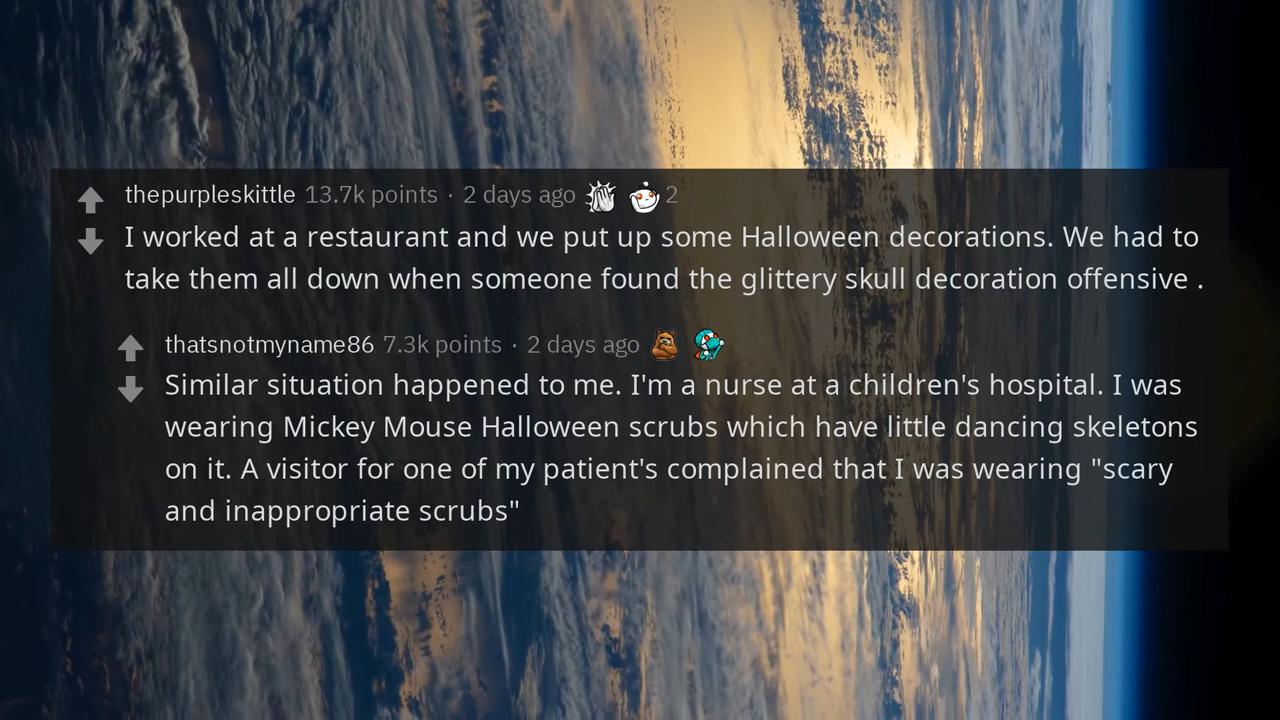 thepurpleskittle 13.7k points · 2 days ago 2
I worked at a restaurant and we put up some Halloween decorations. We had to
take them all down when someone found the glittery skull decoration offensive .
thatsnotmyname86 7.3k points · 2 days ago
Similar situation happened to me. I'm a nurse at a children's hospital. I was
wearing Mickey Mouse Halloween scrubs which have little dancing skeletons
on it. A visitor for one of my patient's complained that I was wearing "scary
and inappropriate scrubs"